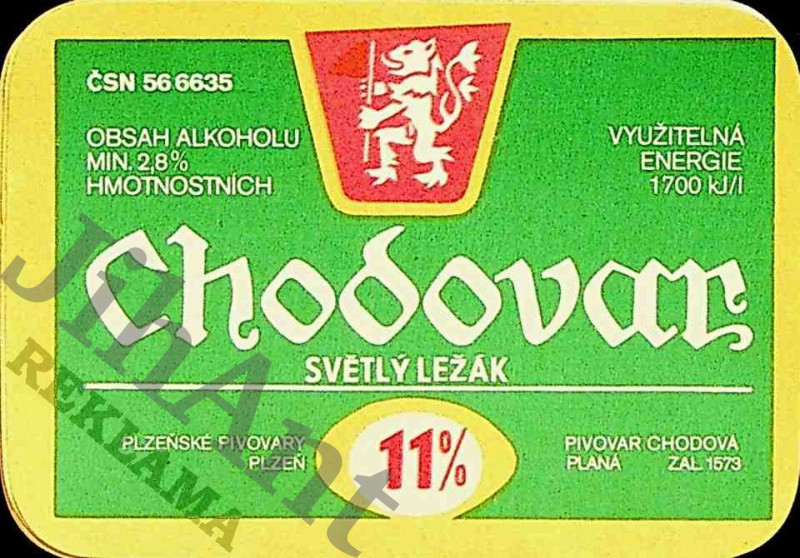 ČSN 56 6635
OBSAH ALKOHOLU
MIN. 2,8%
HMOTNOSTNÍCH
VYUŽITELNÁ
ENERGIE
1700 kJ/l
Chodovar
SVĚTLÝ LEŽÁK
PLZEŇSKÉ PIVOVARY
PLZEŇ
11%
PIVOVAR CHODOVÁ
PLANÁ ZAL. 1573
JihAnt
REKLAMA